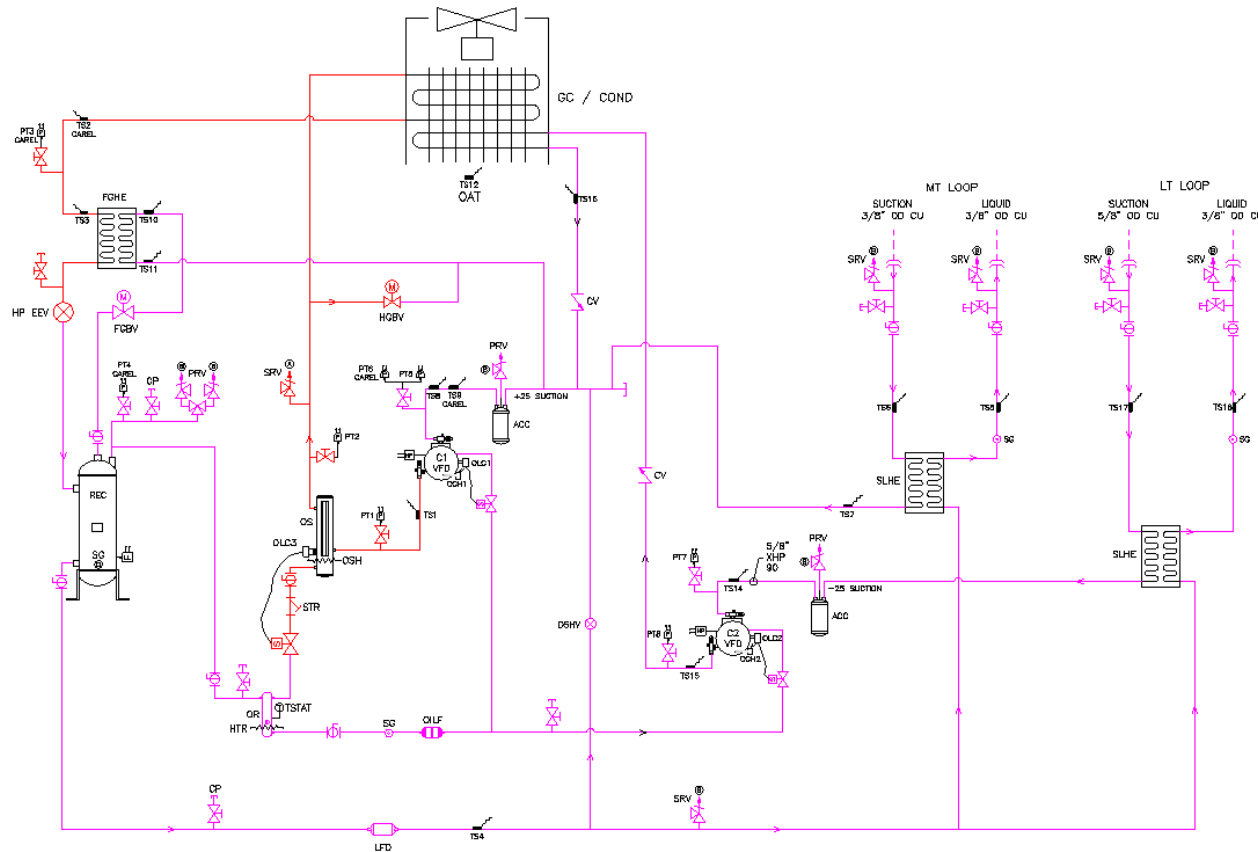 GC / COND
PT3
CAREL
TS2
CAREL
TS12
OAT
TS16
MT LOOP
LT LOOP
SUCTION
3/8" OD CU
LIQUID
3/8" OD CU
SUCTION
5/8" OD CU
LIQUID
3/8" OD CU
FGHE
TS3
TS10
TS11
SRV
B
SRV
B
SRV
B
SRV
B
M
HP EEV
FGBV
M
HGBV
CV
PT4
CAREL
CP
B
PRV
B
SRV
A
PT6
CAREL
PT5
PRV
B
TS8
TS9
CAREL
+25 SUCTION
ACC
TS5
TS6
TS17
TS18
SG
SG
PT2
C1
VFD
OLC1
CCH1
S
CV
SLHE
REC
SG
OS
OLC3
OSH
PT1
TS1
TS7
SLHE
5/8"
XHP
90
PRV
B
PT7
TS14
-25 SUCTION
ACC
STR
S
DSHV
PT8
C2
VFD
OLC2
CCH2
S
TS15
OR
TSTAT
HTR
SG
OILF
CP
SRV
B
LFD
TS4